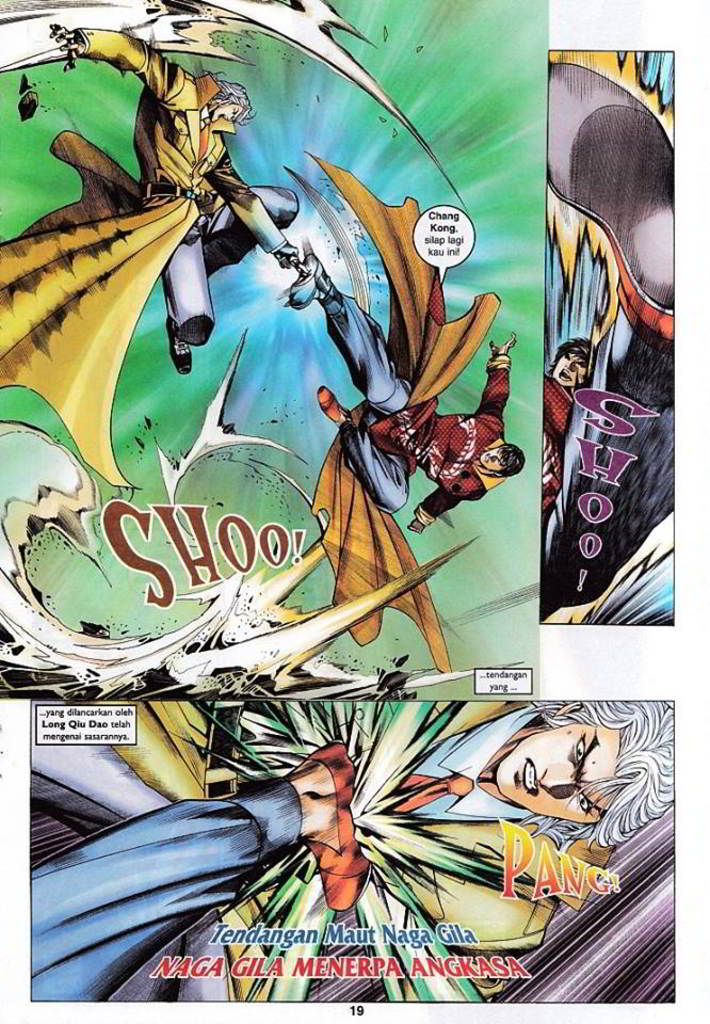 Chang
Kong,
silap lagi
kau ini!
SHOO!
SHOO!
...tendangan
yang ...
...yang dilancarkan oleh
Long Qiu Dao telah
mengenai sasarannya.
PANG!
Tendangan Maut Naga Gila
NAGA GILA MENERPA ANGKASA
19